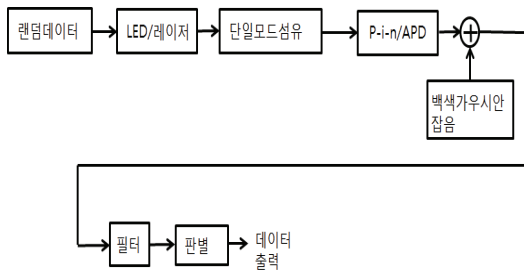 랜덤데이터
LED/레이저
단일모드섬유
P-i-n/APD
백색가우시안
잡음
필터
판별
데이터
출력